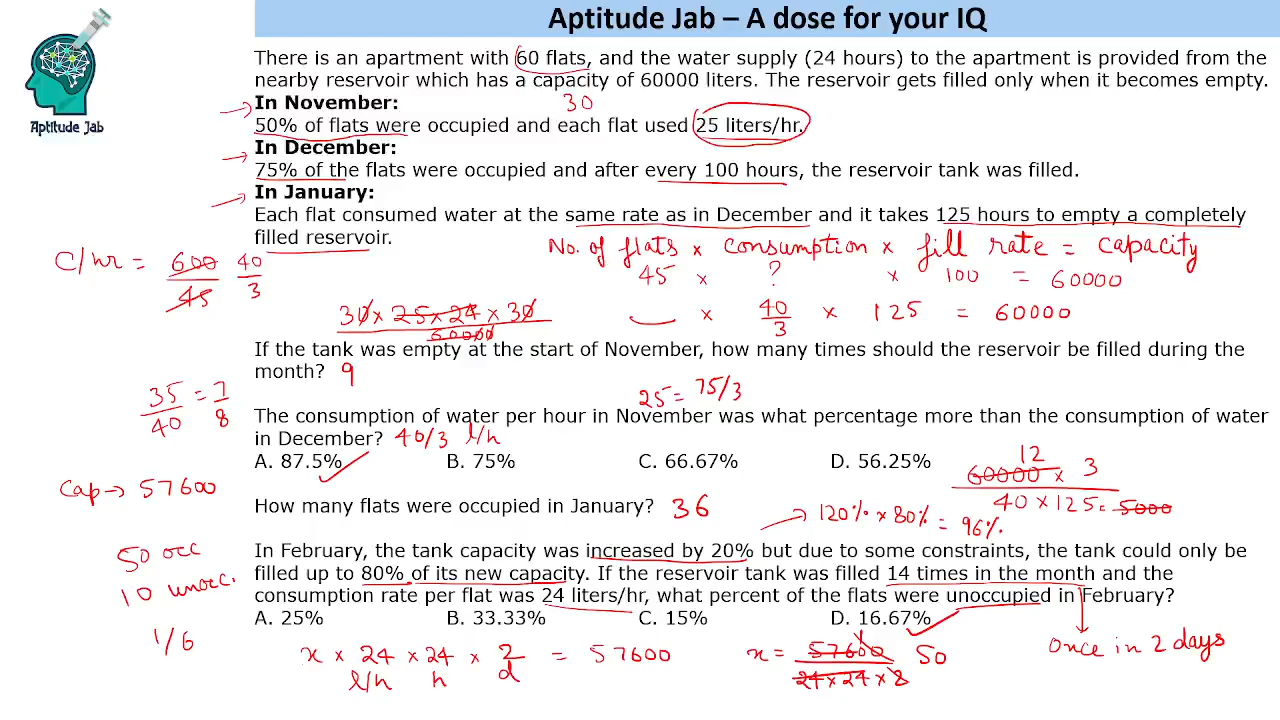 Aptitude Jab – A dose for your IQ
Aptitude Jab
There is an apartment with 60 flats, and the water supply (24 hours) to the apartment is provided from the
nearby reservoir which has a capacity of 60000 liters. The reservoir gets filled only when it becomes empty.
In November:
30
50% of flats were occupied and each flat used 25 liters/hr.
In December:
75% of the flats were occupied and after every 100 hours, the reservoir tank was filled.
In January:
Each flat consumed water at the same rate as in December and it takes 125 hours to empty a completely
filled reservoir.
No. of flats × consumption × fill rate = capacity
45 × ? × 100 = 60000
× 40/3 × 125 = 60000
C/hr = 600/45 40/3
30 × 25 × 24 × 30 / 60000
If the tank was empty at the start of November, how many times should the reservoir be filled during the
month? 9
25 = 75/3
35/40 = 7/8
The consumption of water per hour in November was what percentage more than the consumption of water
in December? 40/3 l/h
A. 87.5% B. 75% C. 66.67% D. 56.25%
12
60000 × 3 / 40 × 125 = 5000
Cap → 57600
How many flats were occupied in January? 36
→ 120% × 80% = 96%
50 occ
10 unocc.
1/6
In February, the tank capacity was increased by 20% but due to some constraints, the tank could only be
filled up to 80% of its new capacity. If the reservoir tank was filled 14 times in the month and the
consumption rate per flat was 24 liters/hr, what percent of the flats were unoccupied in February?
A. 25% B. 33.33% C. 15% D. 16.67%
once in 2 days
x × 24 × 24 × 2 = 57600
l/h h d
x = 57600 / 24 × 24 × 2 50